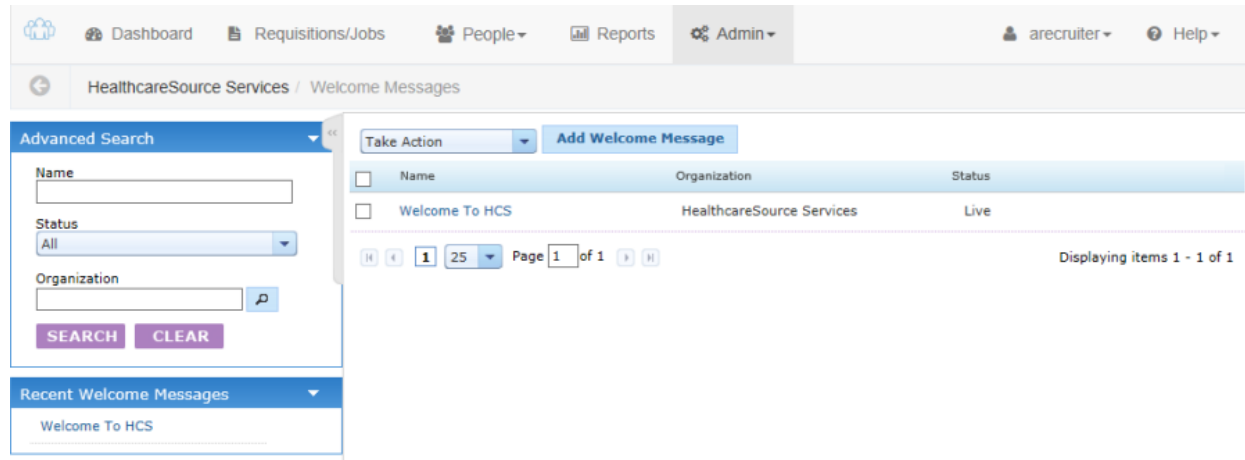 Dashboard Requisitions/Jobs People Reports Admin arecruiter Help
HealthcareSource Services / Welcome Messages
Advanced Search
Name
Status
All
Organization
SEARCH CLEAR
Recent Welcome Messages
Welcome To HCS
Take Action Add Welcome Message
Name Organization Status
Welcome To HCS HealthcareSource Services Live
1 25 Page 1 of 1 Displaying items 1 - 1 of 1